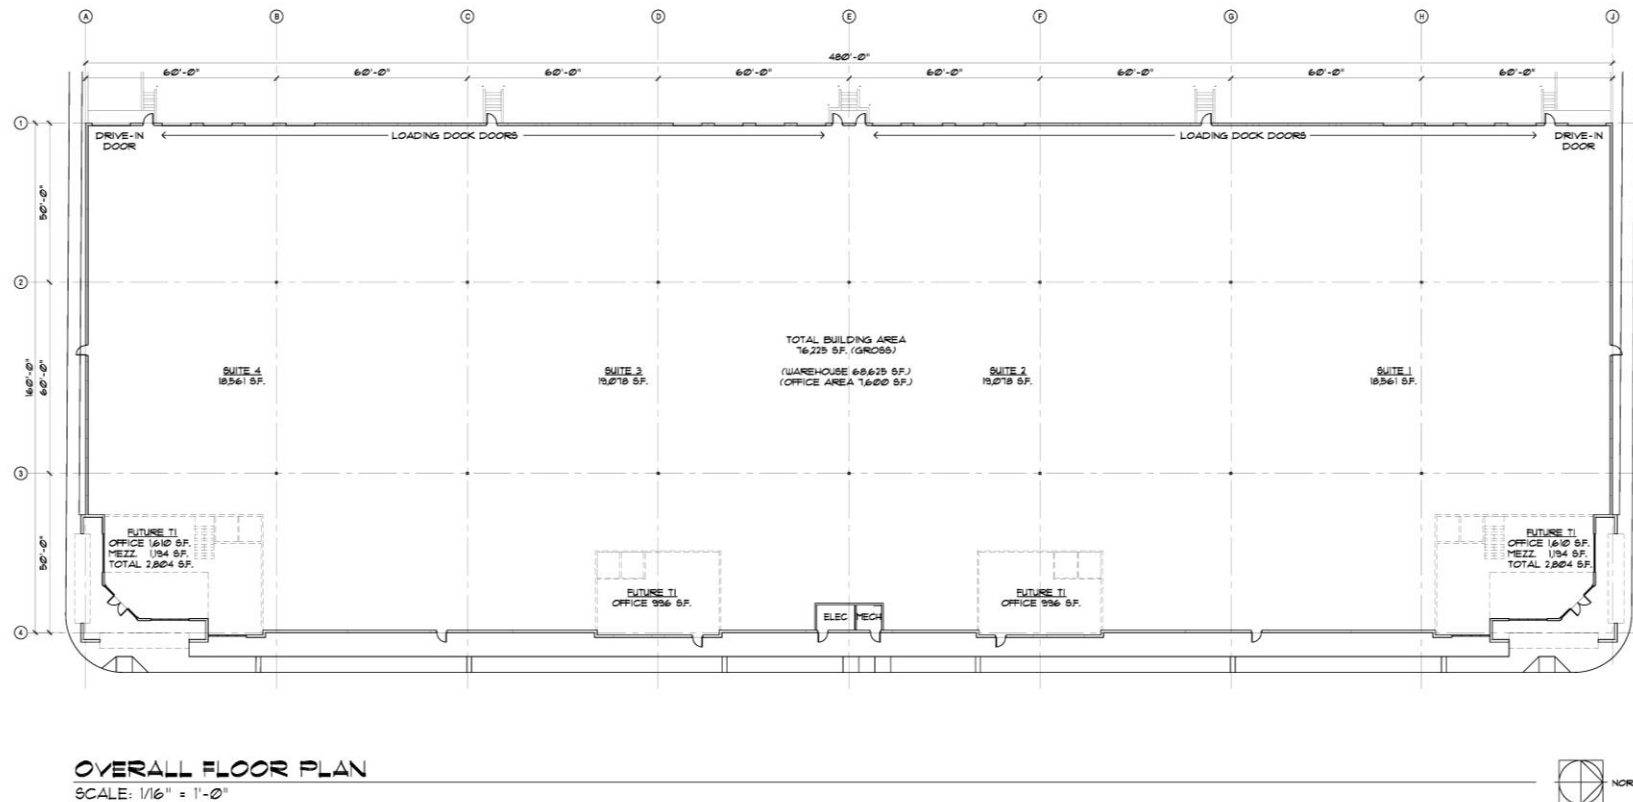 A B C D E F G H J
480'-0"
60'-0" 60'-0" 60'-0" 60'-0" 60'-0" 60'-0" 60'-0" 60'-0"
1
DRIVE-IN
DOOR
LOADING DOCK DOORS
LOADING DOCK DOORS
DRIVE-IN
DOOR
50'-0"
2
TOTAL BUILDING AREA
76,225 S.F. (GROSS)
(WAREHOUSE 68,625 S.F.)
(OFFICE AREA 7,600 S.F.)
160'-0"
60'-0"
SUITE 4
18,561 S.F.
SUITE 3
19,078 S.F.
SUITE 2
19,078 S.F.
SUITE 1
18,561 S.F.
3
50'-0"
FUTURE TI
OFFICE 1,610 S.F.
MEZZ. 1,194 S.F.
TOTAL 2,804 S.F.
FUTURE TI
OFFICE 996 S.F.
ELEC MECH
FUTURE TI
OFFICE 996 S.F.
FUTURE TI
OFFICE 1,610 S.F.
MEZZ. 1,194 S.F.
TOTAL 2,804 S.F.
4
OVERALL FLOOR PLAN
SCALE: 1/16" = 1'-0"
NOR